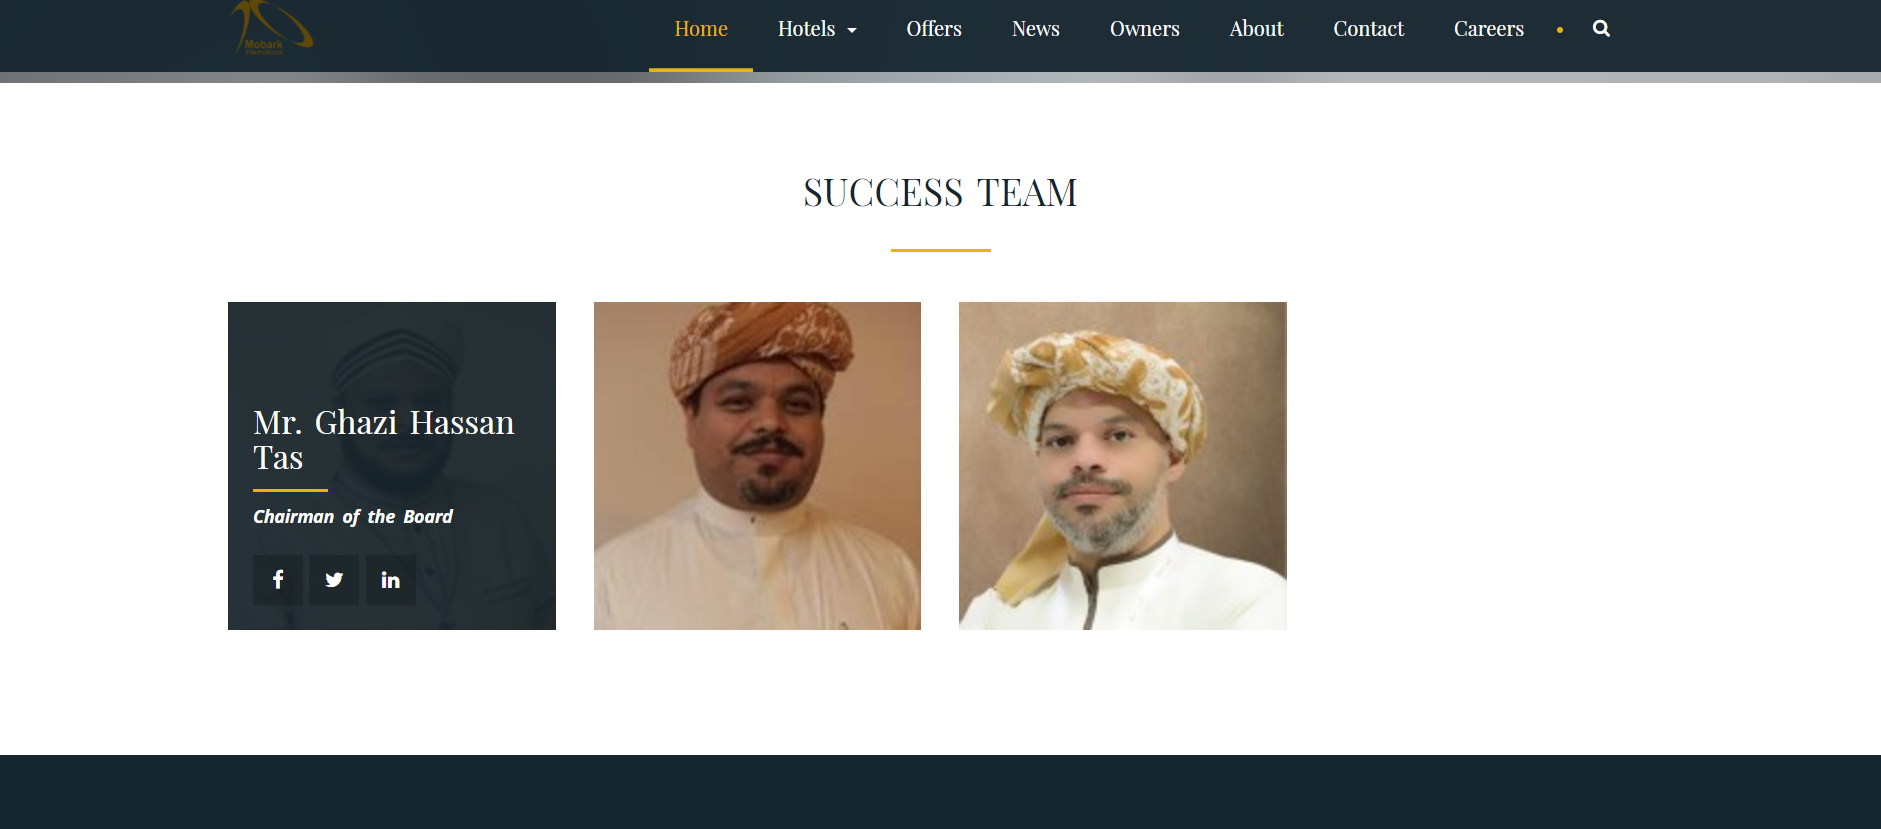 Mobark
International
Home Hotels Offers News Owners About Contact Careers
SUCCESS TEAM
Mr. Ghazi Hassan
Tas
Chairman of the Board